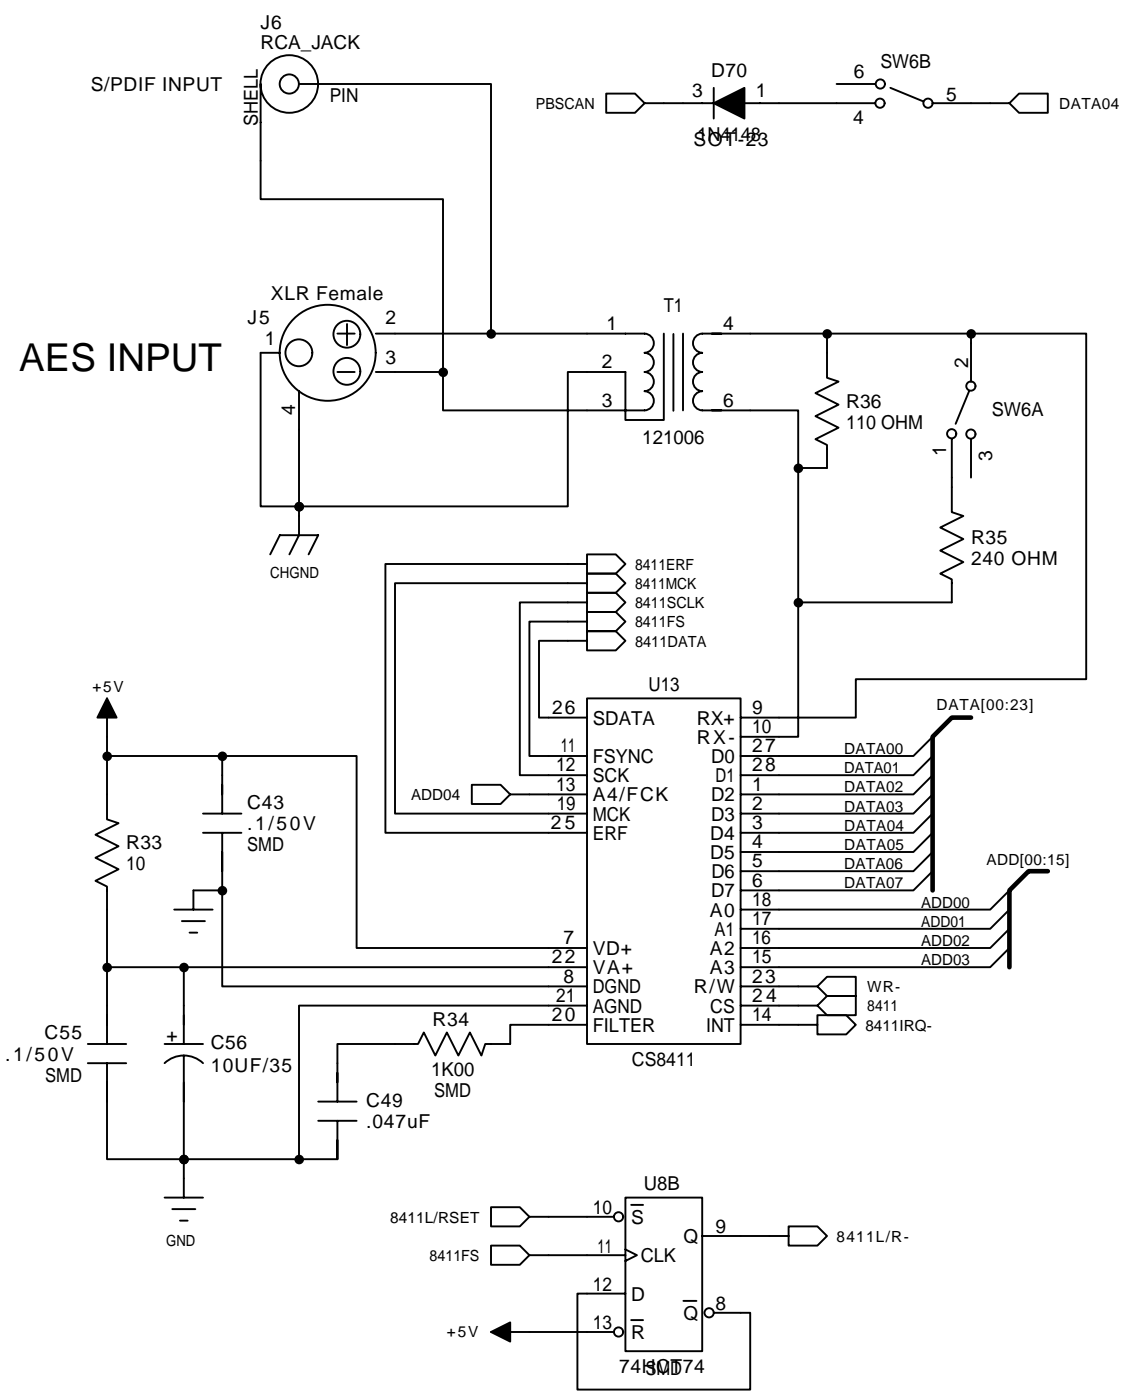 J6
RCA_JACK
S/PDIF INPUT
SHELL
PIN
D70
PBSCAN
3
1
1N4148
SOT-23
SW6B
6
4
5
DATA04
XLR Female
J5
AES INPUT
1
2
3
4
CHGND
T1
1
2
3
4
6
121006
R36
110 OHM
2
SW6A
1
3
R35
240 OHM
8411ERF
8411MCK
8411SCLK
8411FS
8411DATA
+5V
R33
10
C43
.1/50V
SMD
ADD04
U13
26 SDATA
11 FSYNC
12 SCK
13 A4/FCK
19 MCK
25 ERF
7 VD+
22 VA+
8 DGND
21 AGND
20 FILTER
RX+ 9
RX- 10
D0 27 DATA00
D1 28 DATA01
D2 1 DATA02
D3 2 DATA03
D4 3 DATA04
D5 4 DATA05
D6 5 DATA06
D7 6 DATA07
A0 18 ADD00
A1 17 ADD01
A2 16 ADD02
A3 15 ADD03
R/W 23 WR-
CS 24 8411
INT 14 8411IRQ-
CS8411
DATA[00:23]
ADD[00:15]
C55
.1/50V
SMD
+
C56
10UF/35
R34
1K00
SMD
C49
.047uF
GND
U8B
8411L/RSET 10 S
8411FS 11 CLK
12 D
+5V 13 R
Q 9 8411L/R-
Q 8
74HCT74
SMD